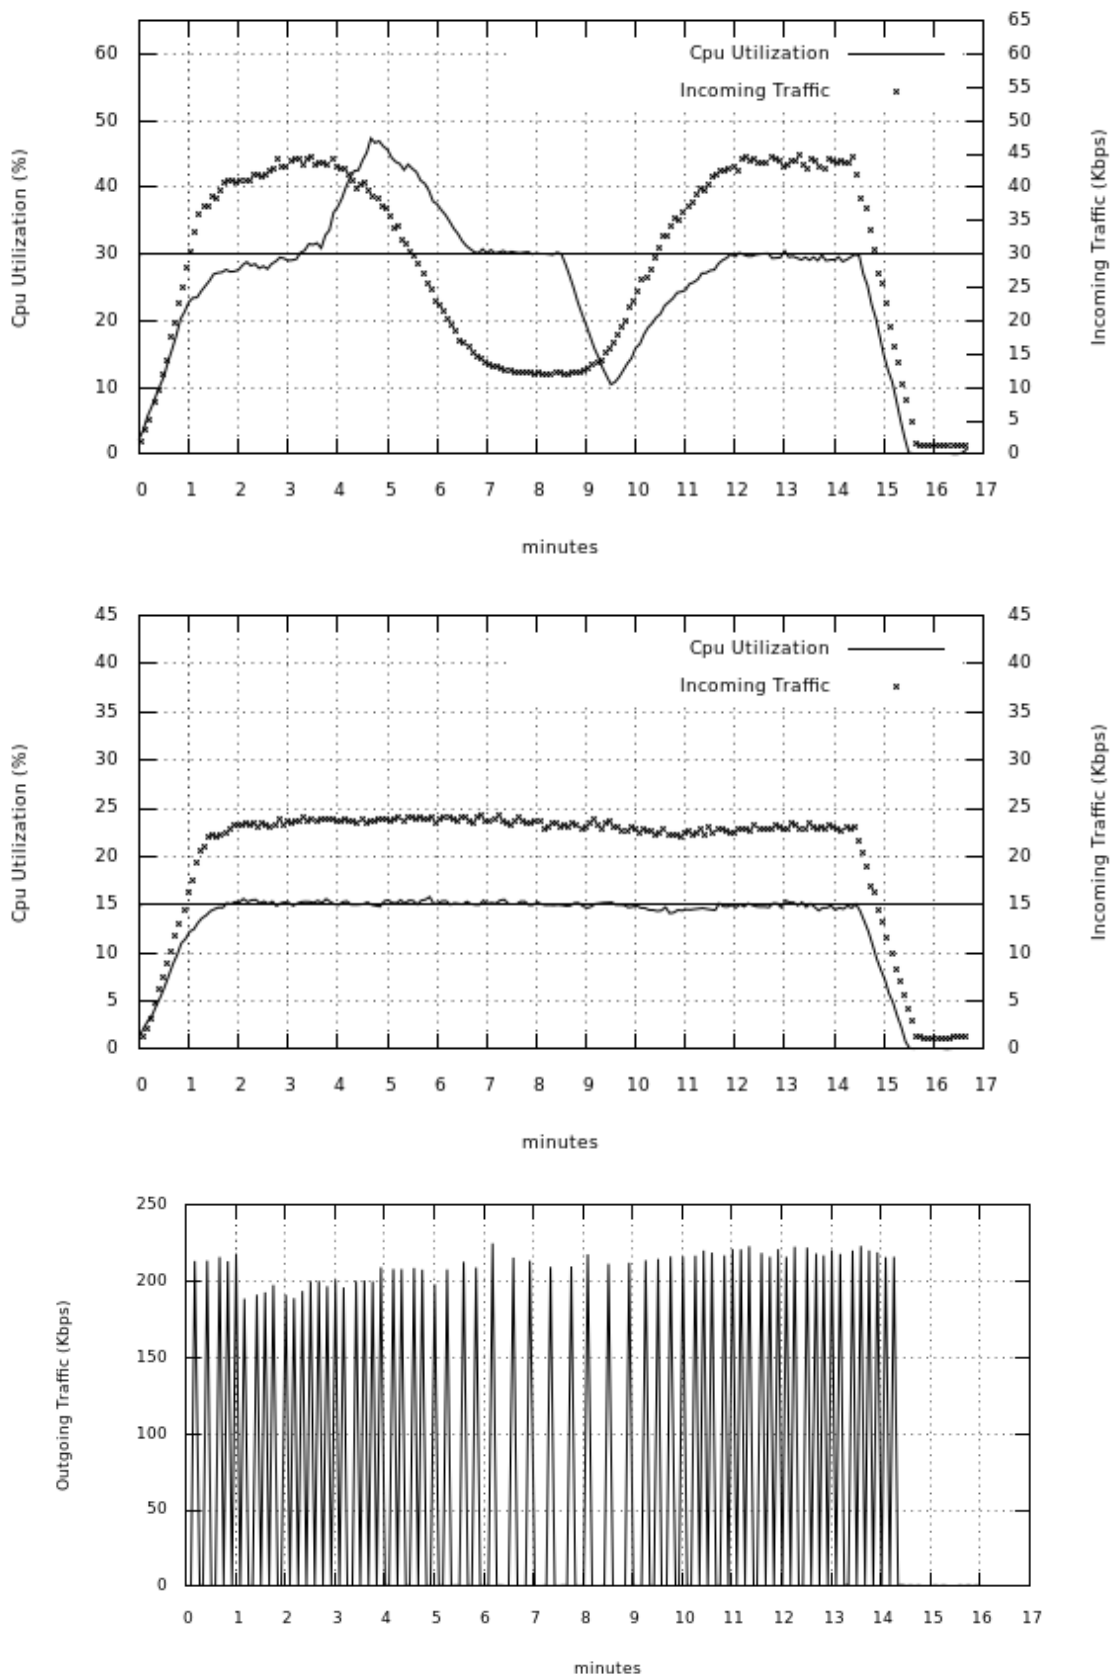 65
60 Cpu Utilization 60
55
50 Incoming Traffic 50
45
40 40
35
30 30
25
20 20
15
10 10
5
0 0
Cpu Utilization (%)
Incoming Traffic (Kbps)
0 1 2 3 4 5 6 7 8 9 10 11 12 13 14 15 16 17
minutes
45 45
40 Cpu Utilization 40
35 Incoming Traffic 35
30 30
25 25
20 20
15 15
10 10
5 5
0 0
Cpu Utilization (%)
Incoming Traffic (Kbps)
0 1 2 3 4 5 6 7 8 9 10 11 12 13 14 15 16 17
minutes
250
200
150
100
50
0
Outgoing Traffic (Kbps)
0 1 2 3 4 5 6 7 8 9 10 11 12 13 14 15 16 17
minutes